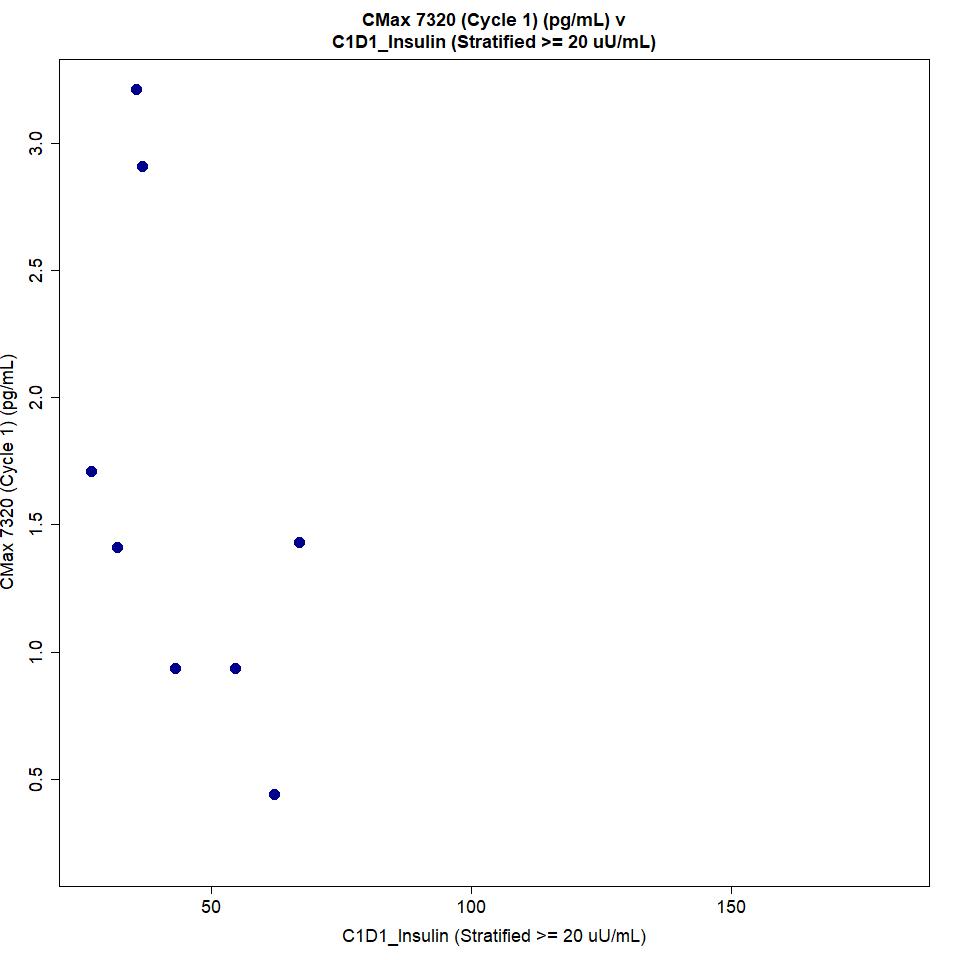 CMax 7320 (Cycle 1) (pg/mL) v
C1D1_Insulin (Stratified >= 20 uU/mL)
CMax 7320 (Cycle 1) (pg/mL)
3.0
2.5
2.0
1.5
1.0
0.5
50
100
150
C1D1_Insulin (Stratified >= 20 uU/mL)